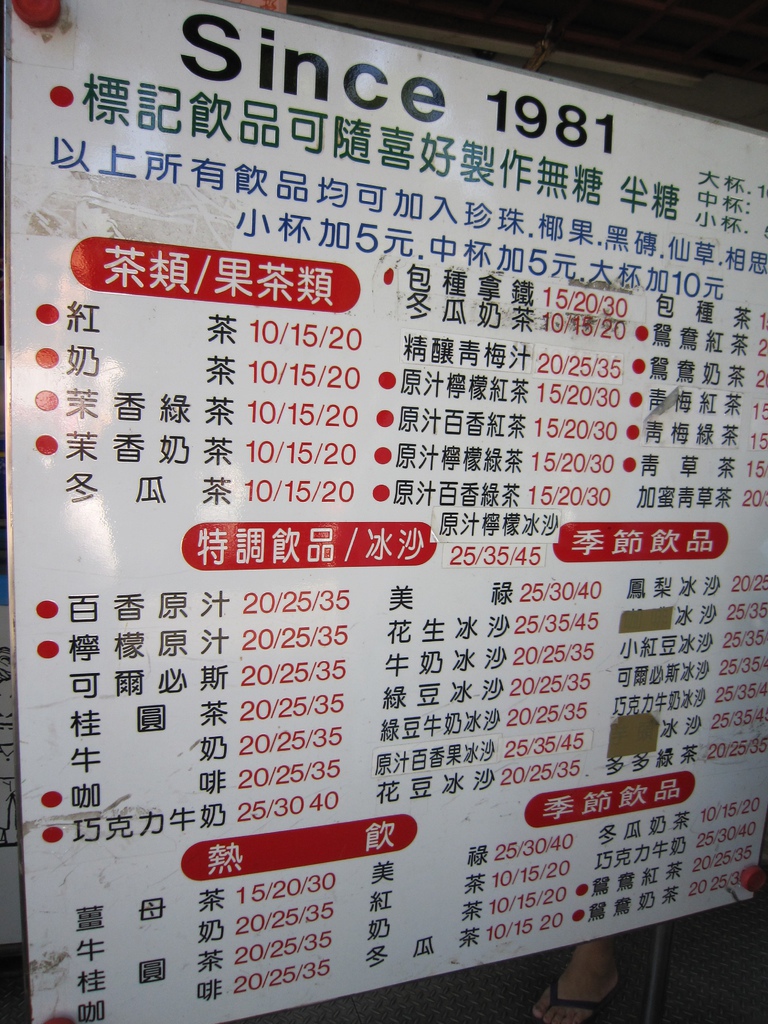 Since 1981
標記飲品可隨喜好製作無糖 半糖
大杯.
中杯:
小杯.
以上所有飲品均可加入珍珠.椰果.黑磚.仙草.相思
小杯加5元.中杯加5元.大杯加10元
茶類/果茶類
紅茶 10/15/20
奶茶 10/15/20
茉香綠茶 10/15/20
茉香奶茶 10/15/20
冬瓜茶 10/15/20
包種拿鐵 15/20/30
冬瓜奶茶 10/15/20
精釀青梅汁 20/25/35
原汁檸檬紅茶 15/20/30
原汁百香紅茶 15/20/30
原汁檸檬綠茶 15/20/30
原汁百香綠茶 15/20/30
包種茶
鴛鴦紅茶
鴛鴦奶茶
青梅紅茶
青梅綠茶
青草茶
加蜜青草茶
特調飲品/冰沙
原汁檸檬冰沙
25/35/45
百香原汁 20/25/35
檸檬原汁 20/25/35
可爾必斯 20/25/35
桂圓茶 20/25/35
牛奶 20/25/35
咖啡 20/25/35
巧克力牛奶 25/30 40
美祿 25/30/40
花生冰沙 25/35/45
牛奶冰沙 20/25/35
綠豆冰沙 20/25/35
綠豆牛奶冰沙 20/25/35
原汁百香果冰沙 25/35/45
花豆冰沙 20/25/35
季節飲品
鳳梨冰沙
冰沙
小紅豆冰沙
可爾必斯冰沙
巧克力牛奶冰沙
冰沙
多多綠茶 20/25/35
熱飲
薑母茶 15/20/30
牛奶 20/25/35
桂圓茶 20/25/35
咖啡 20/25/35
美祿 25/30/40
紅茶 10/15/20
奶茶 10/15/20
冬瓜茶 10/15 20
季節飲品
冬瓜奶茶 10/15/20
巧克力牛奶 25/30/40
鴛鴦紅茶 20/25/35
鴛鴦奶茶